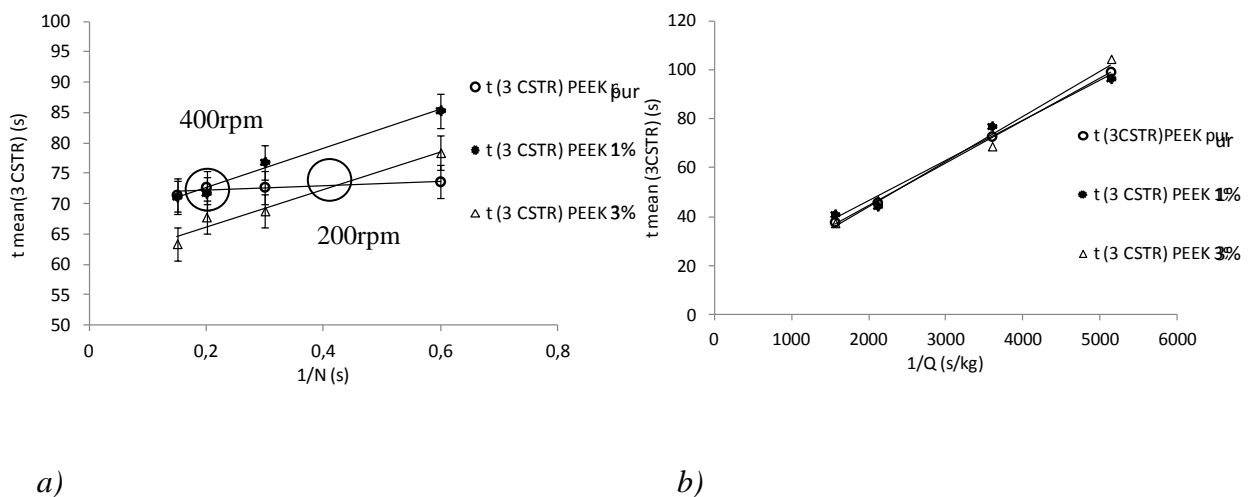 100
95
90
85
80
75
70
65
60
55
50
t mean(3 CSTR) (s)
0
0,2
0,4
0,6
0,8
1/N (s)
400rpm
200rpm
t (3 CSTR) PEEK pur
t (3 CSTR) PEEK 1%
t (3 CSTR) PEEK 3%
a)
120
100
80
60
40
20
0
t mean (3CSTR) (s)
0
1000
2000
3000
4000
5000
6000
1/Q (s/kg)
t (3CSTR)PEEK pur
t (3 CSTR) PEEK 1%
t (3 CSTR) PEEK 3%
b)